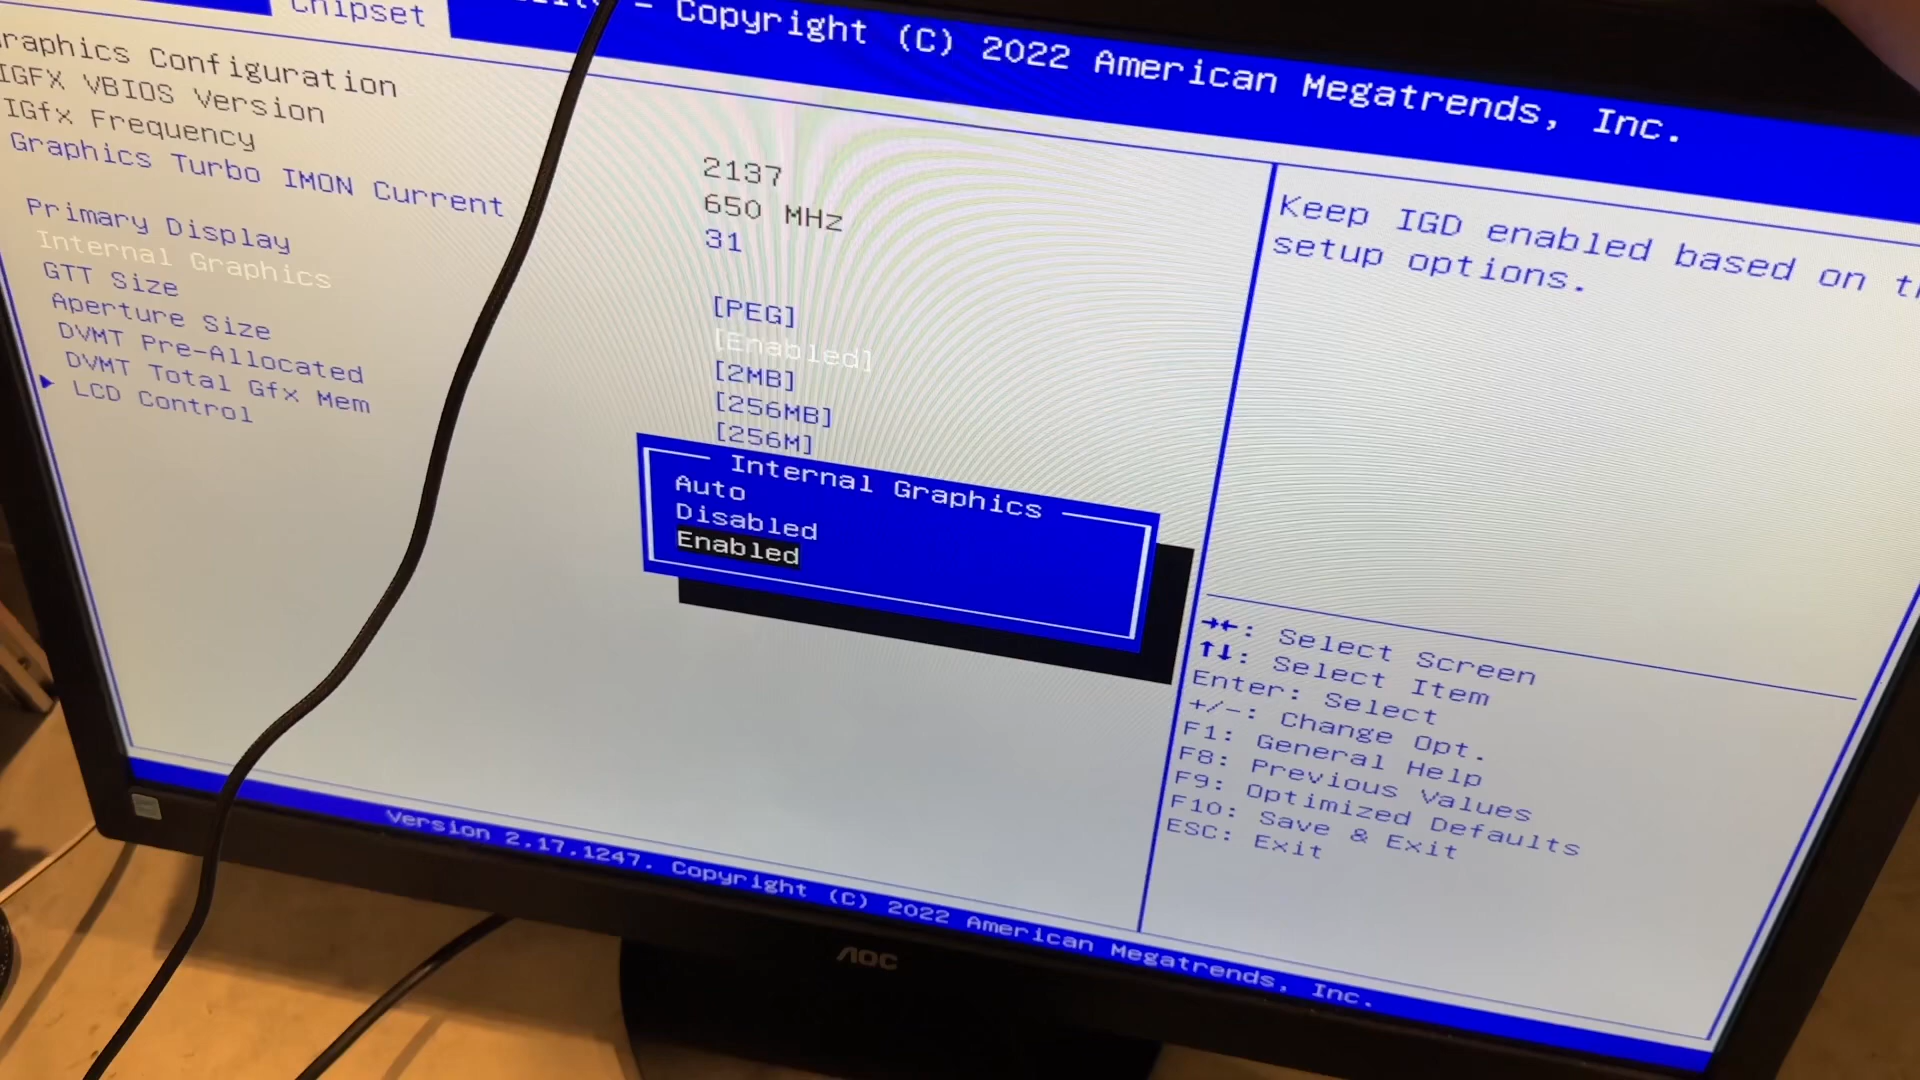 Chipset
- Copyright (C) 2022 American Megatrends, Inc.
Graphics Configuration
IGFX VBIOS Version 2137
IGfx Frequency 650 MHZ
Graphics Turbo IMON Current 31
Primary Display [PEG]
Internal Graphics [Enabled]
GTT Size [2MB]
Aperture Size [256MB]
DVMT Pre-Allocated [256M]
DVMT Total Gfx Mem
LCD Control
Internal Graphics
Auto
Disabled
Enabled
Keep IGD enabled based on
setup options.
→←: Select Screen
↑↓: Select Item
Enter: Select
+/-: Change Opt.
F1: General Help
F8: Previous Values
F9: Optimized Defaults
F10: Save & Exit
ESC: Exit
Version 2.17.1247. Copyright (C) 2022 American Megatrends, Inc.
AOC